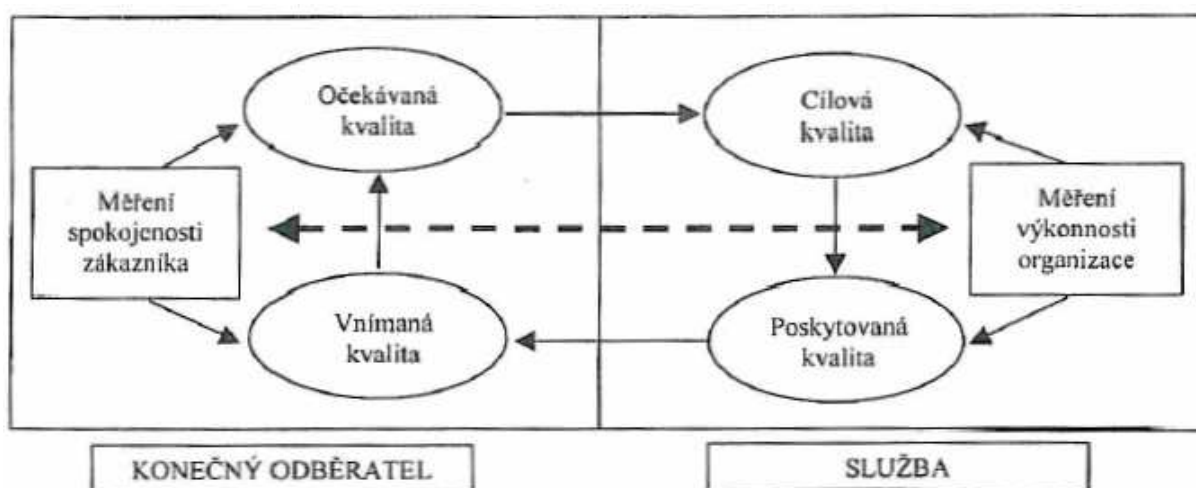 Očekávaná
kvalita
Cílová
kvalita
Měření
spokojenosti
zákazníka
Měření
výkonnosti
organizace
Vnímaná
kvalita
Poskytovaná
kvalita
KONEČNÝ ODBĚRATEL
SLUŽBA